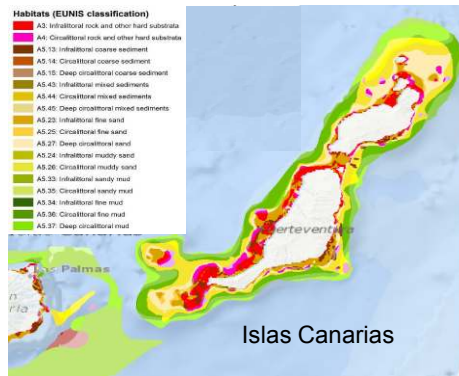 Habitats (EUNIS classification)
A3: Infralittoral rock and other hard substrata
A4: Circalittoral rock and other hard substrata
A5.13: Infralittoral coarse sediment
A5.14: Circalittoral coarse sediment
A5.15: Deep circalittoral coarse sediment
A5.43: Infralittoral mixed sediments
A5.44: Circalittoral mixed sediments
A5.45: Deep circalittoral mixed sediments
A5.23: Infralittoral fine sand
A5.25: Circalittoral fine sand
A5.27: Deep circalittoral sand
A5.24: Infralittoral muddy sand
A5.26: Circalittoral muddy sand
A5.33: Infralittoral sandy mud
A5.35: Circalittoral sandy mud
A5.34: Infralittoral fine mud
A5.36: Circalittoral fine mud
A5.37: Deep circalittoral mud
Las Palmas
Islas Canarias